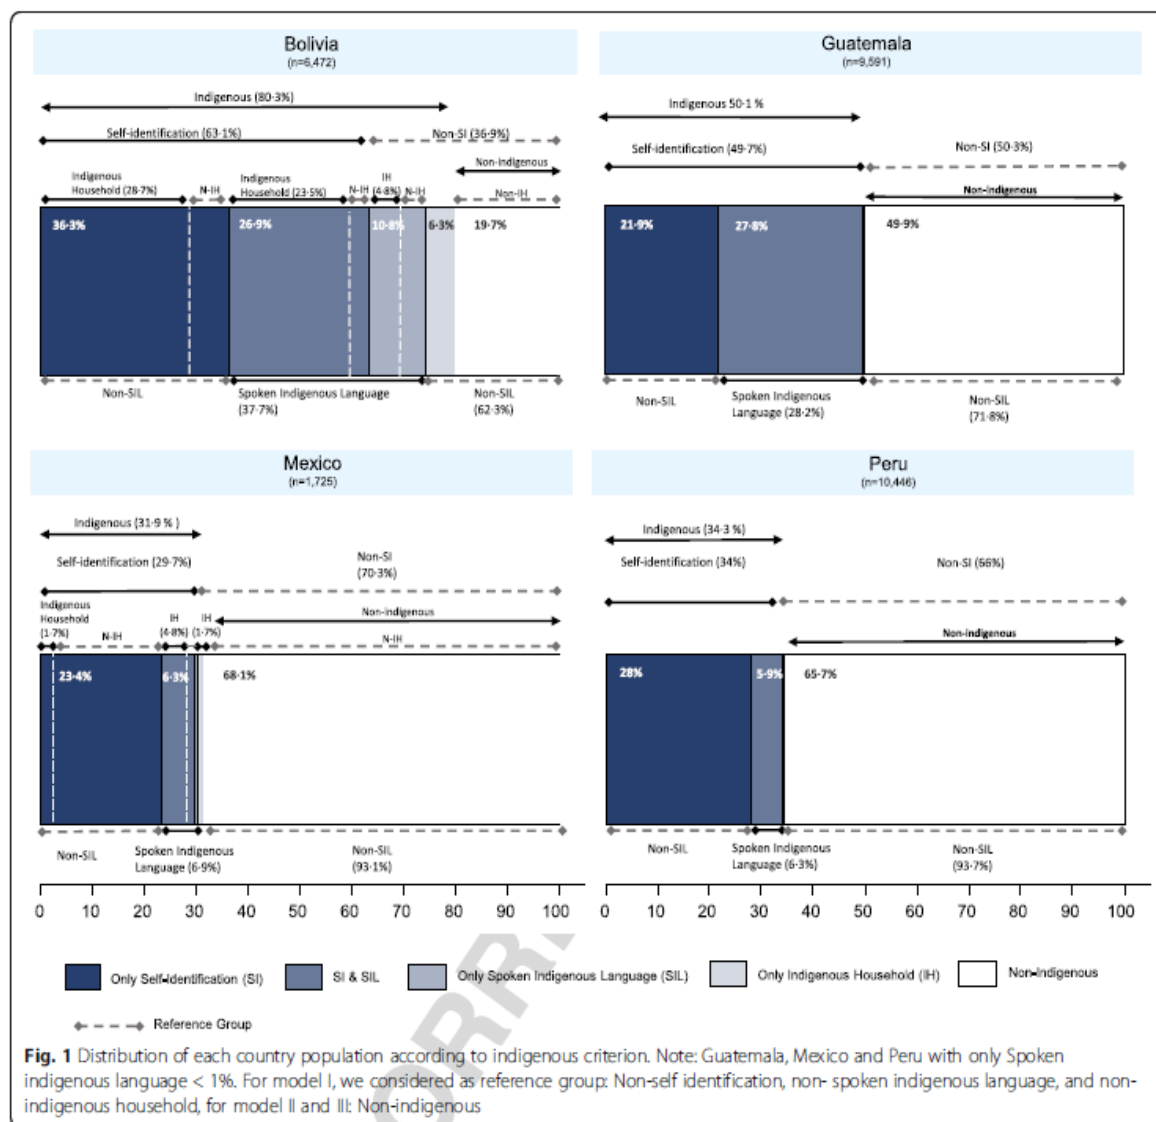 Bolivia
(n=6,472)
Indigenous (80·3%)
Self-identification (63·1%)
Non-SI (36·9%)
Non-indigenous
Indigenous
Household (28·7%)
N-IH
Indigenous
Household (23·5%)
N-IH
IH
(4·8%)
N-IH
Non-IH
36·3%
26·9%
10·8%
6·3%
19·7%
Non-SIL
Spoken Indigenous Language
(37·7%)
Non-SIL
(62·3%)
Guatemala
(n=9,591)
Indigenous 50·1 %
Self-identification (49·7%)
Non-SI (50·3%)
Non-indigenous
21·9%
27·8%
49·9%
Non-SIL
Spoken Indigenous
Language (28·2%)
Non-SIL
(71·8%)
Mexico
(n=1,725)
Indigenous (31·9 % )
Self-identification (29·7%)
Non-SI
(70·3%)
Indigenous
Household
(1·7%)
N-IH
IH
(4·8%)
IH
(1·7%)
Non-indigenous
N-IH
23·4%
6·3%
68·1%
Non-SIL
Spoken Indigenous
Language (6·9%)
Non-SIL
(93·1%)
0 10 20 30 40 50 60 70 80 90 100
Peru
(n=10,446)
Indigenous (34·3 %)
Self-identification (34%)
Non-SI (66%)
Non-indigenous
28%
5·9%
65·7%
Non-SIL
Spoken Indigenous
Language (6·3%)
Non-SIL
(93·7%)
0 10 20 30 40 50 60 70 80 90 100
Only Self-Identification (SI)
SI & SIL
Only Spoken Indigenous Language (SIL)
Only Indigenous Household (IH)
Non-Indigenous
Reference Group
Fig. 1 Distribution of each country population according to indigenous criterion. Note: Guatemala, Mexico and Peru with only Spoken
indigenous language < 1%. For model I, we considered as reference group: Non-self identification, non- spoken indigenous language, and non-
indigenous household, for model II and III: Non-indigenous